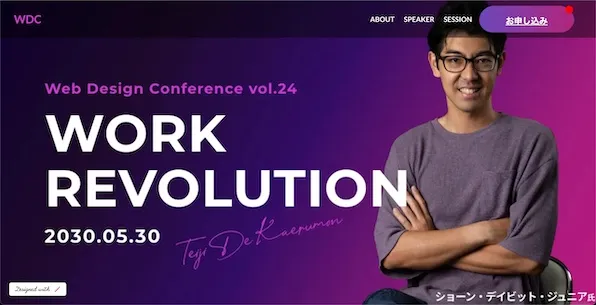 WDC
ABOUT SPEAKER SESSION お申し込み
Web Design Conference vol.24
WORK
REVOLUTION
2030.05.30
Teiji De Kaerumon
Designed with
ショーン・デイビット・ジュニア氏